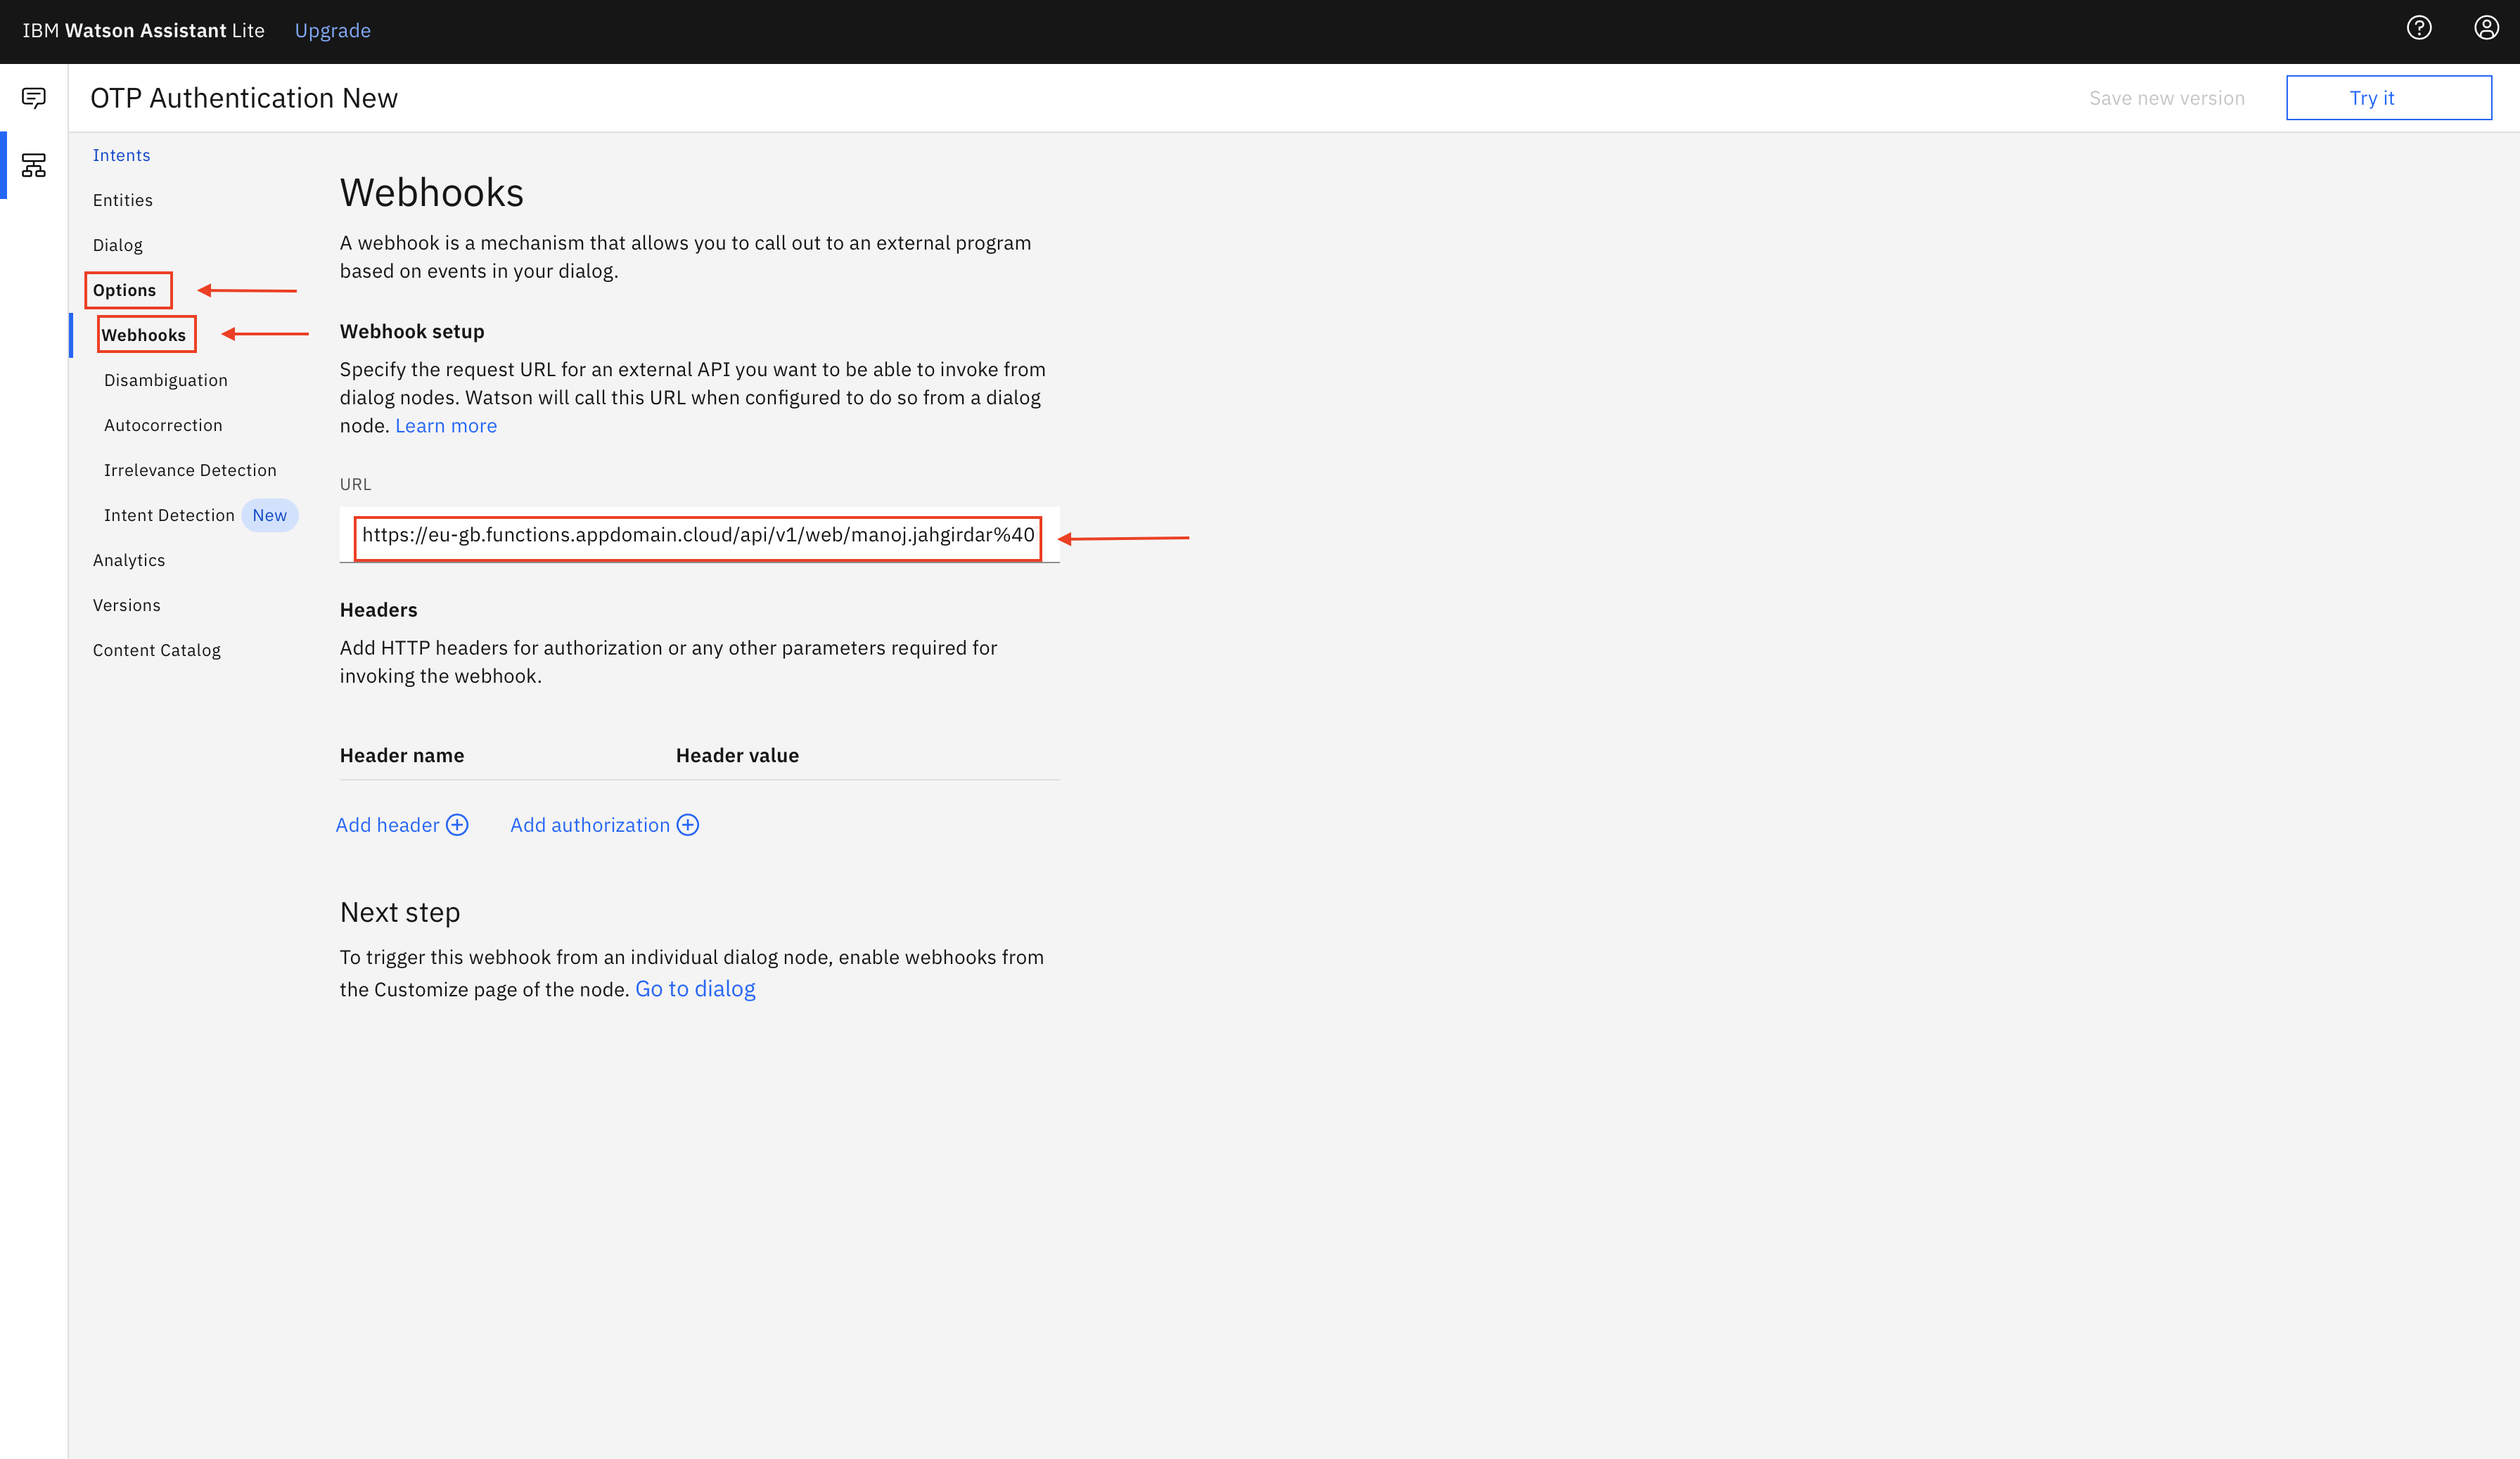 IBM Watson Assistant Lite Upgrade
OTP Authentication New
Save new version
Try it
Intents
Entities
Dialog
Options
Webhooks
Disambiguation
Autocorrection
Irrelevance Detection
Intent Detection New
Analytics
Versions
Content Catalog
Webhooks
A webhook is a mechanism that allows you to call out to an external program
based on events in your dialog.
Webhook setup
Specify the request URL for an external API you want to be able to invoke from
dialog nodes. Watson will call this URL when configured to do so from a dialog
node. Learn more
URL
https://eu-gb.functions.appdomain.cloud/api/v1/web/manoj.jahgirdar%40
Headers
Add HTTP headers for authorization or any other parameters required for
invoking the webhook.
Header name Header value
Add header Add authorization
Next step
To trigger this webhook from an individual dialog node, enable webhooks from
the Customize page of the node. Go to dialog